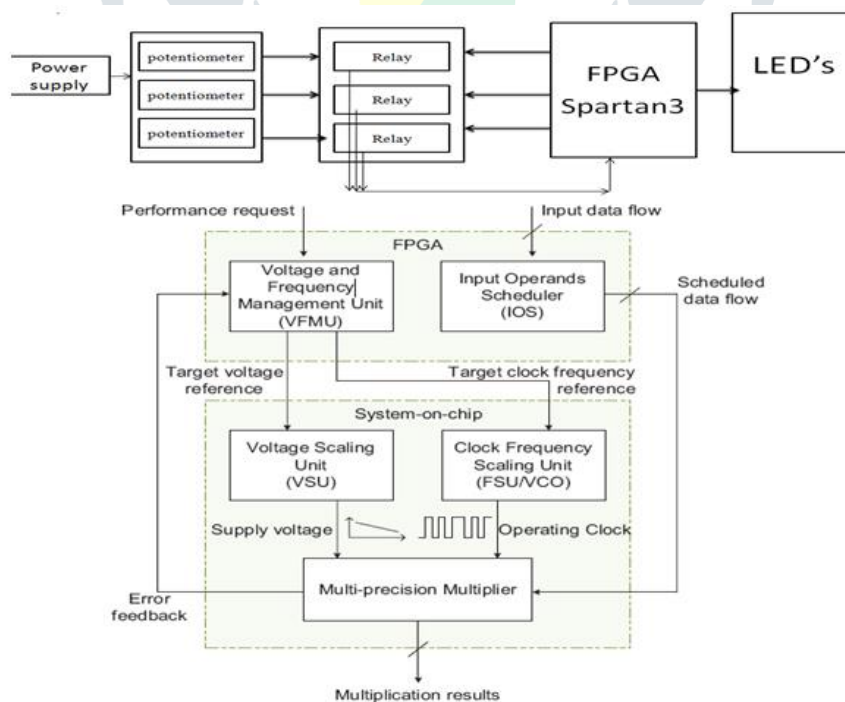 Power
supply
potentiometer
potentiometer
potentiometer
Relay
Relay
Relay
FPGA
Spartan3
LED's
Performance request
Input data flow
FPGA
Voltage and
Frequency
Management Unit
(VFMU)
Input Operands
Scheduler
(IOS)
Scheduled
data flow
Target voltage
reference
Target clock frequency
reference
System-on-chip
Voltage Scaling
Unit
(VSU)
Clock Frequency
Scaling Unit
(FSU/VCO)
Supply voltage
Operating Clock
Multi-precision Multiplier
Error
feedback
Multiplication results